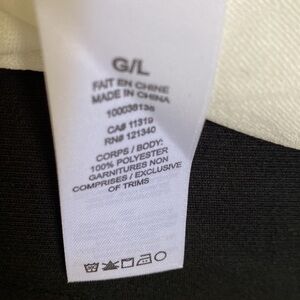 G/L
FAIT EN CHINE
MADE IN CHINA
100038138
CA# 11319
RN# 121340
CORPS / BODY:
100% POLYESTER
GARNITURES NON
COMPRISES / EXCLUSIVE
OF TRIMS